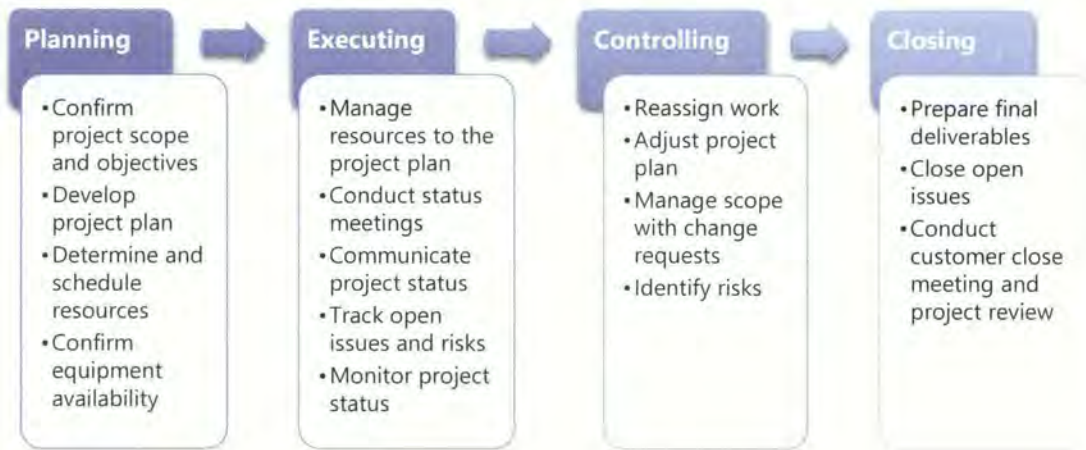 Planning
•Confirm
project scope
and objectives
•Develop
project plan
•Determine and
schedule
resources
•Confirm
equipment
availability
Executing
•Manage
resources to the
project plan
•Conduct status
meetings
•Communicate
project status
•Track open
issues and risks
•Monitor project
status
Controlling
•Reassign work
•Adjust project
plan
•Manage scope
with change
requests
•Identify risks
Closing
•Prepare final
deliverables
•Close open
issues
•Conduct
customer close
meeting and
project review